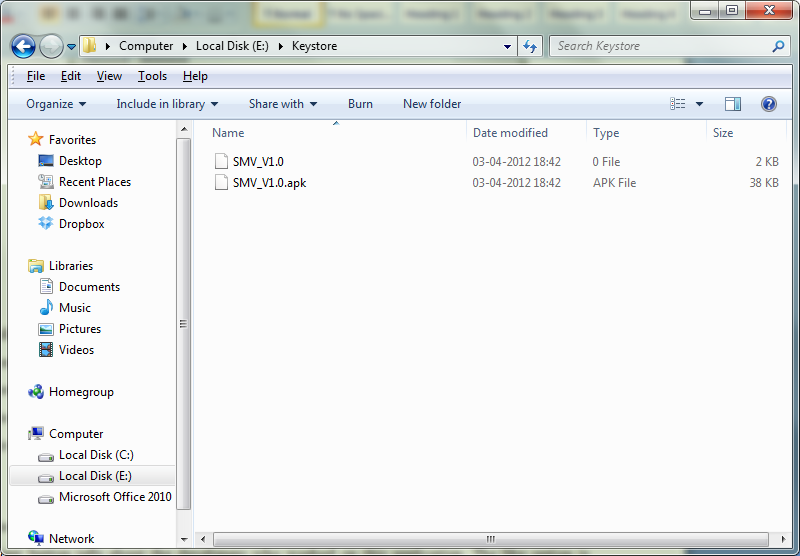 Computer Local Disk (E:) Keystore Search Keystore
File Edit View Tools Help
Organize Include in library Share with Burn New folder
Favorites
Desktop
Recent Places
Downloads
Dropbox
Libraries
Documents
Music
Pictures
Videos
Homegroup
Computer
Local Disk (C:)
Local Disk (E:)
Microsoft Office 2010
Network
Name Date modified Type Size
SMV_V1.0 03-04-2012 18:42 0 File 2 KB
SMV_V1.0.apk 03-04-2012 18:42 APK File 38 KB